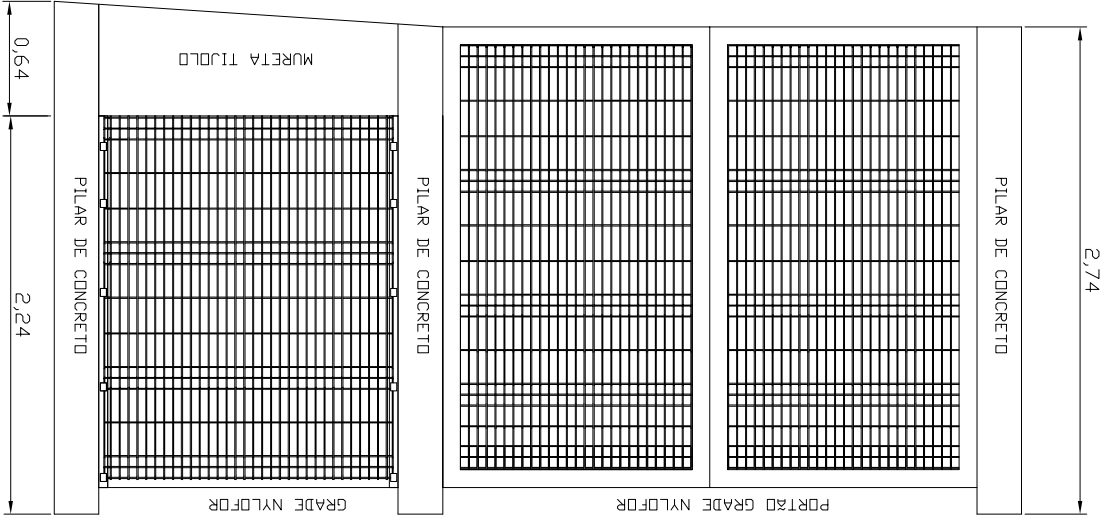 0,64
MURETA TIJOLO
2,74
PILAR DE CONCRETO
PILAR DE CONCRETO
PILAR DE CONCRETO
2,24
GRADE NYLOFOR
PORTÃO GRADE NYLOFOR